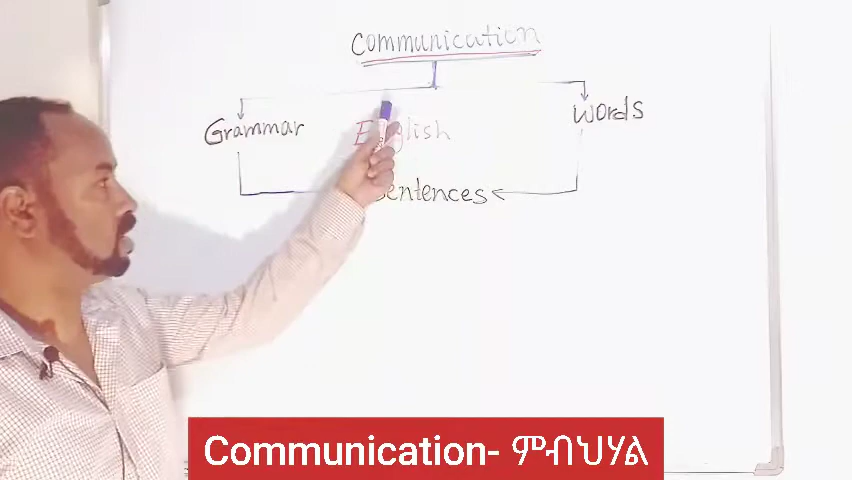 Communication
Grammar
English
Words
Sentences
Communication- ምብህሃል